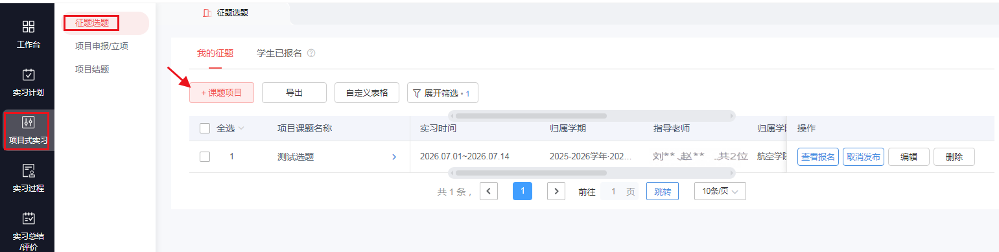 工作台
实习计划
项目式实习
实习过程
实习总结
/评价
征题选题
项目申报/立项
项目结题
征题选题
我的征题 学生已报名
+ 课题项目 导出 自定义表格 展开筛选 • 1
全选 项目课题名称 实习时间 归属学期 指导老师 归属学 操作
1 测试选题 2026.07.01~2026.07.14 2025-2026学年·202... 刘** 、赵** ...共2位 航空学院 查看报名 取消发布 编辑 删除
共 1 条， 1 前往 1 页 跳转 10条/页